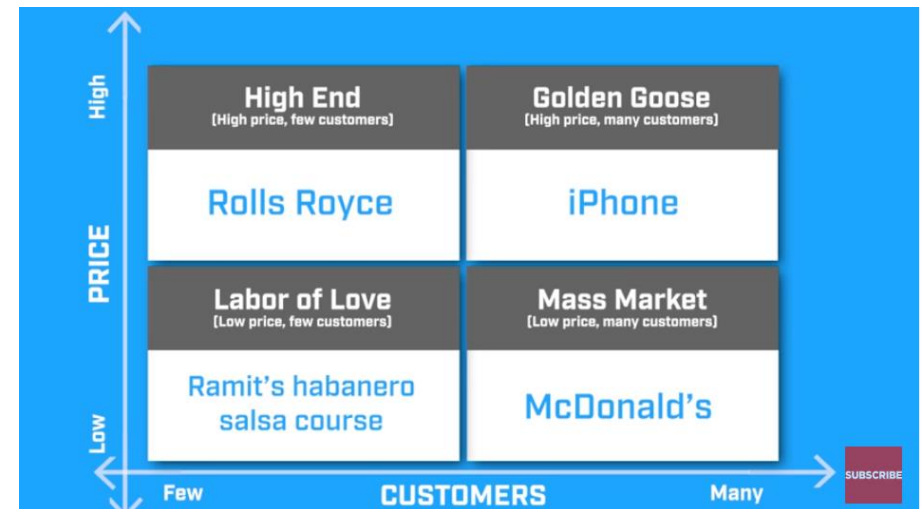 High
PRICE
Low
High End
(High price, few customers)
Rolls Royce
Golden Goose
(High price, many customers)
iPhone
Labor of Love
(Low price, few customers)
Ramit's habanero
salsa course
Mass Market
(Low price, many customers)
McDonald's
Few
CUSTOMERS
Many
SUBSCRIBE